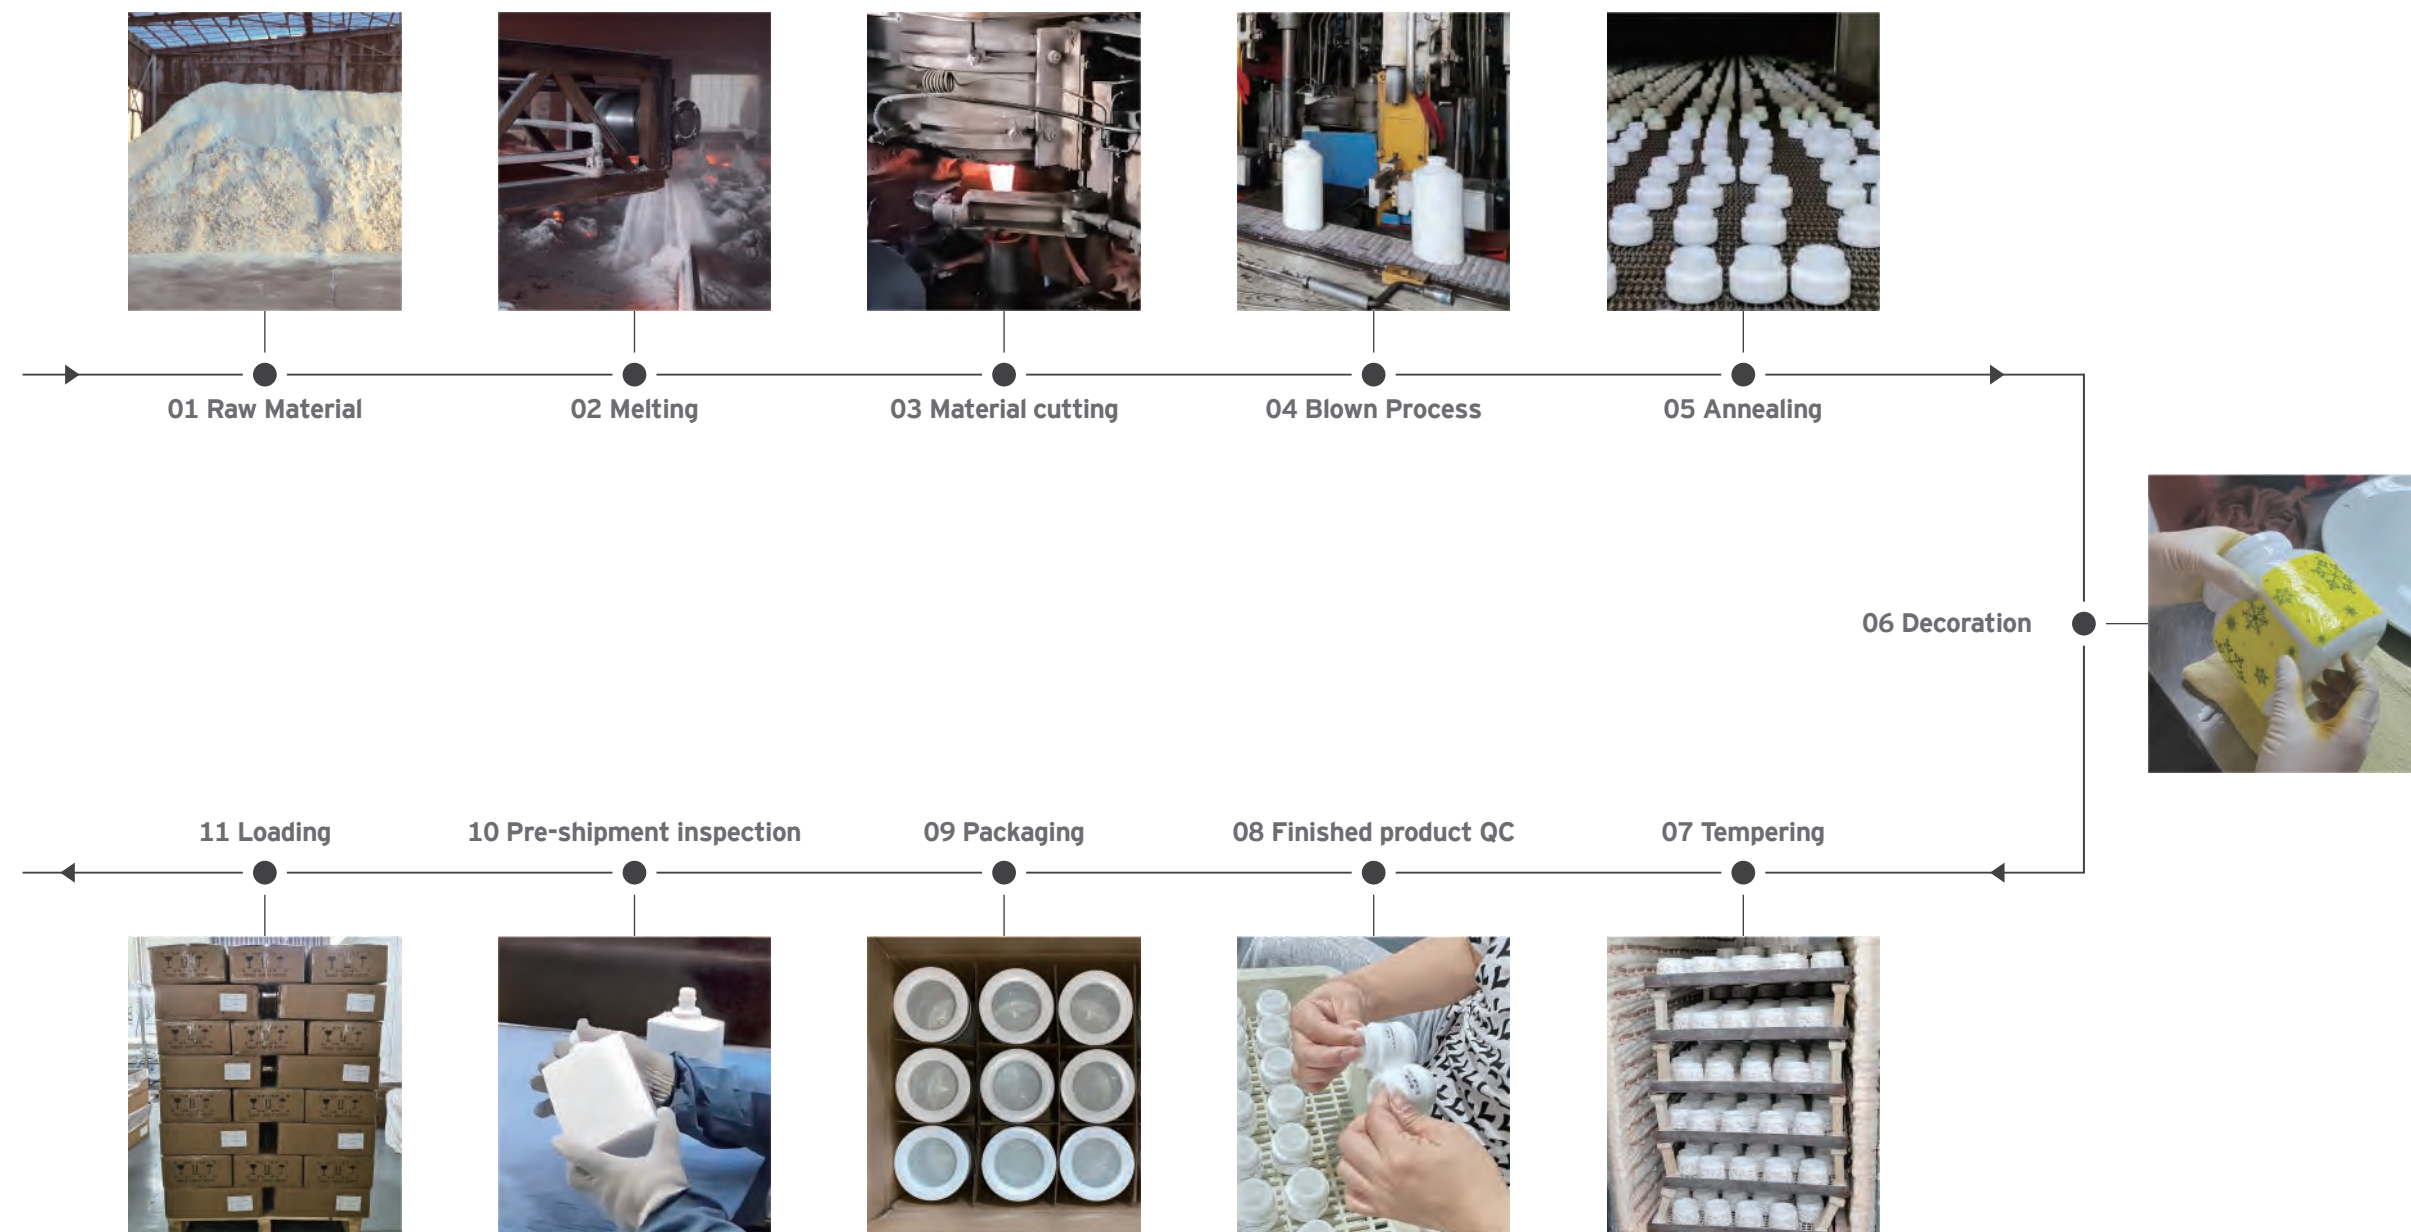 01 Raw Material
02 Melting
03 Material cutting
04 Blown Process
05 Annealing
06 Decoration
11 Loading
10 Pre-shipment inspection
09 Packaging
08 Finished product QC
07 Tempering